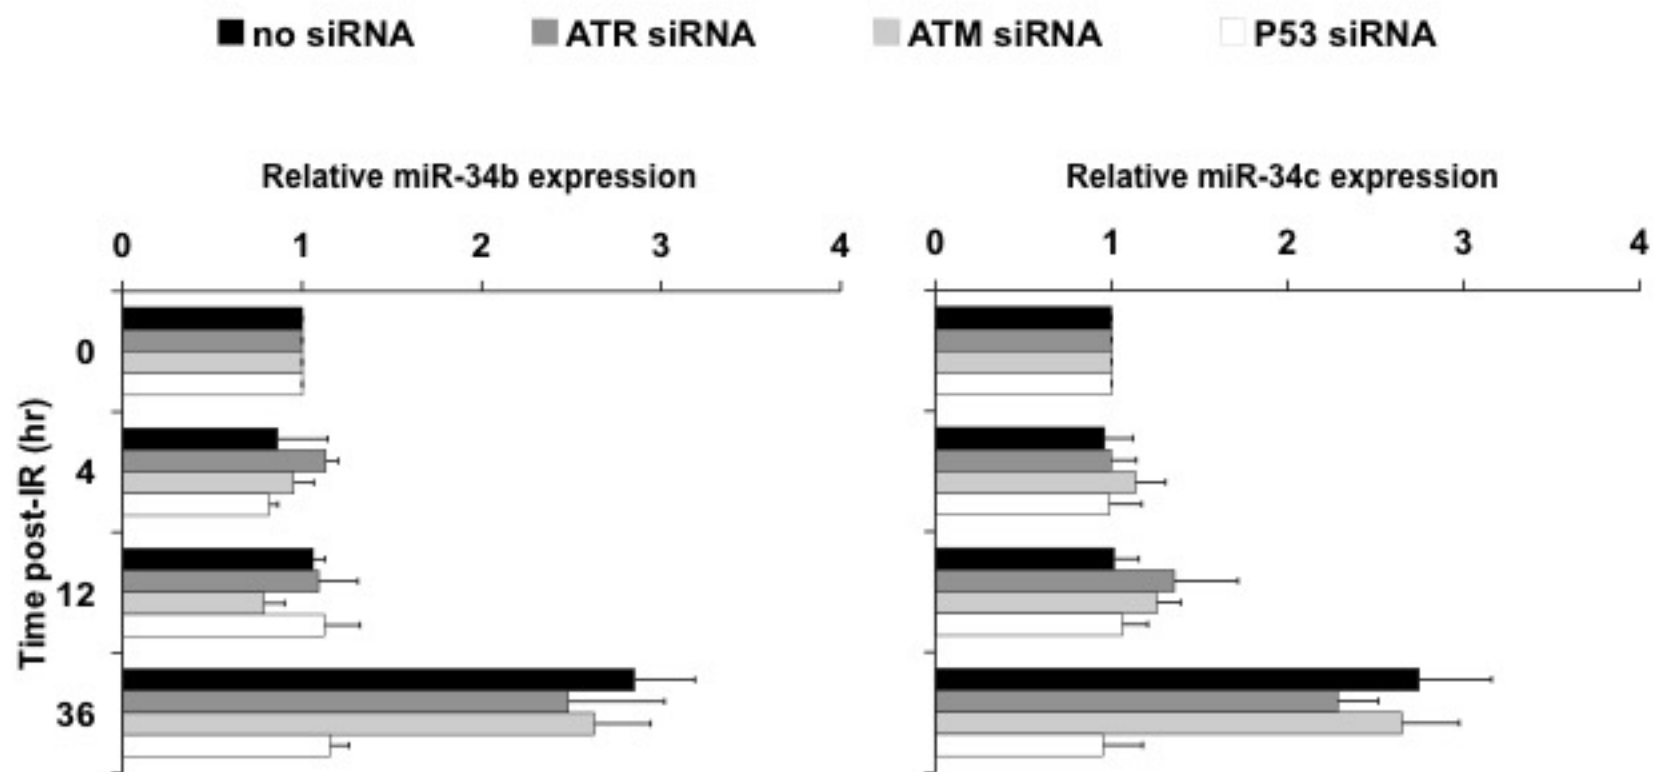 no siRNA ATR siRNA ATM siRNA P53 siRNA
Relative miR-34b expression
0 1 2 3 4
Time post-IR (hr)
0
4
12
36
Relative miR-34c expression
0 1 2 3 4